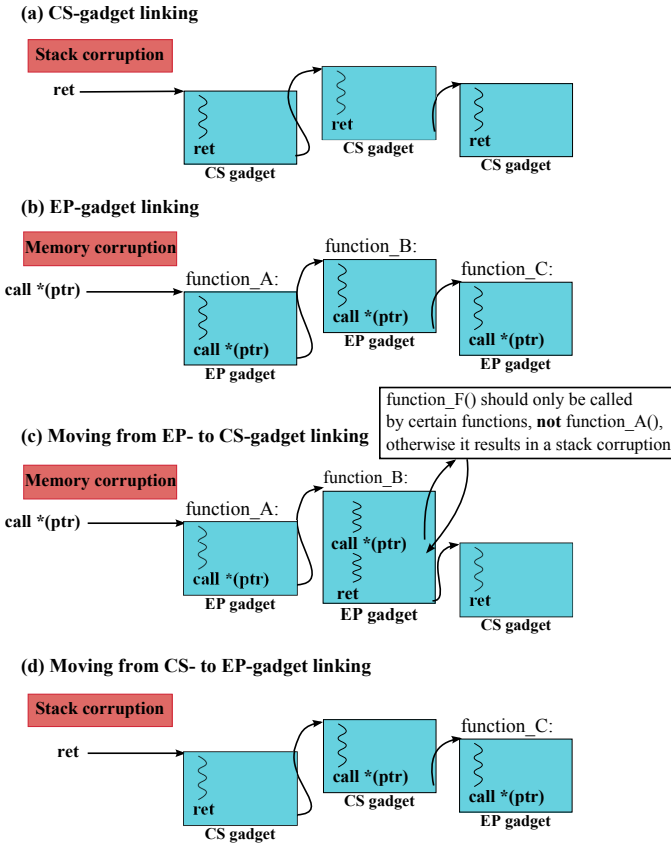 (a) CS-gadget linking
Stack corruption
ret
ret
CS gadget
ret
CS gadget
ret
CS gadget
(b) EP-gadget linking
Memory corruption
call *(ptr)
function_A:
call *(ptr)
EP gadget
function_B:
call *(ptr)
EP gadget
function_C:
call *(ptr)
EP gadget
function_F() should only be called
by certain functions, not function_A(),
otherwise it results in a stack corruption
(c) Moving from EP- to CS-gadget linking
Memory corruption
call *(ptr)
function_A:
call *(ptr)
EP gadget
function_B:
call *(ptr)
ret
EP gadget
ret
CS gadget
(d) Moving from CS- to EP-gadget linking
Stack corruption
ret
ret
CS gadget
call *(ptr)
CS gadget
function_C:
call *(ptr)
EP gadget